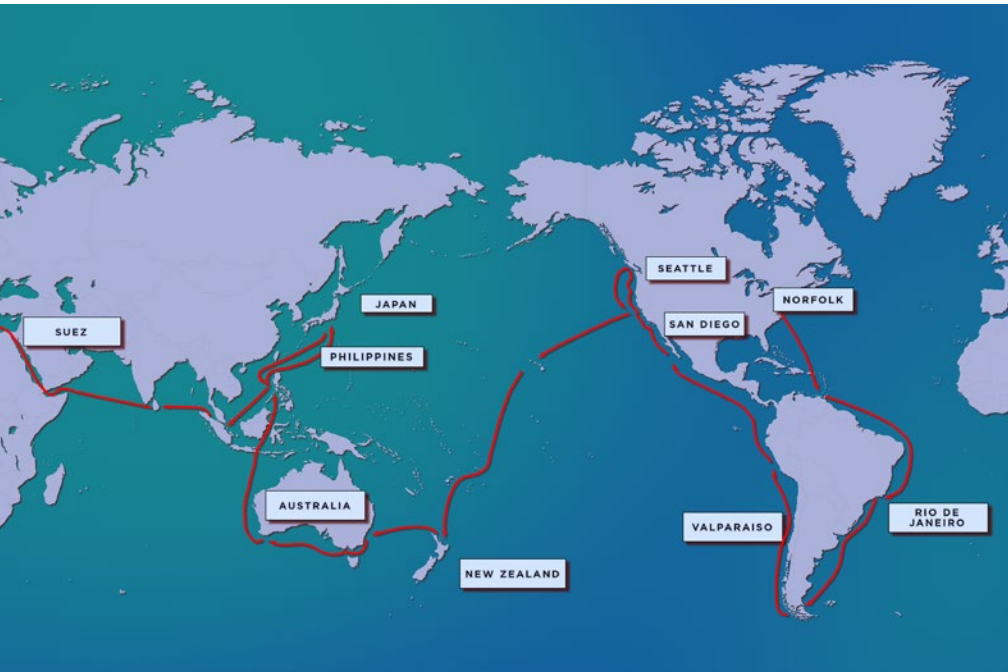 SEATTLE
JAPAN
NORFOLK
SUEZ
SAN DIEGO
PHILIPPINES
AUSTRALIA
RIO DE
JANEIRO
VALPARAISO
NEW ZEALAND